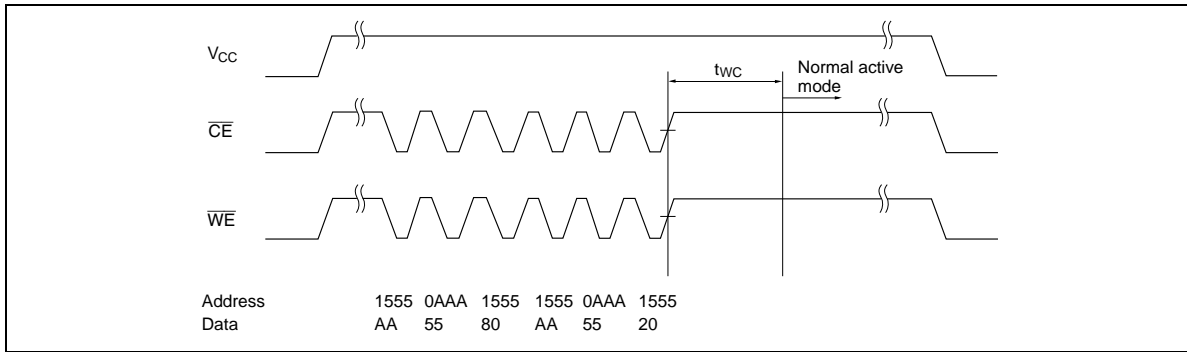 VCC
tWC
Normal active
mode
CE
WE
Address 1555 0AAA 1555 1555 0AAA 1555
Data AA 55 80 AA 55 20